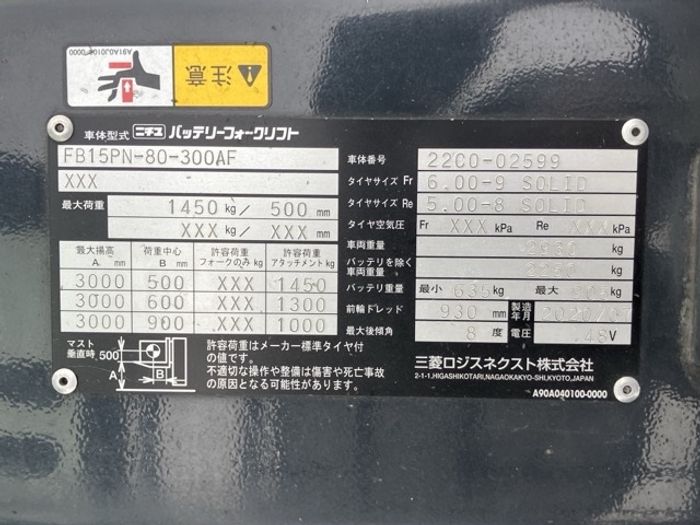 A91ADJ0100-0000
注意
車体型式 ニチユ バッテリーフォークリフト
FB15PN-80-300AF
XXX
最大荷重 1450 kg/ 500 mm
XXX kg/ XXX mm
最大揚高 A mm 荷重中心 B mm 許容荷重 フォークのみ kg 許容荷重 アタッチメント kg
3000 500 XXX 1450
3000 600 XXX 1300
3000 900 XXX 1000
マスト
垂直時 500
A B
許容荷重はメーカー標準タイヤ付
の値です。
不適切な操作や整備は傷害や死亡事故
の原因となる可能性があります。
車体番号 22C0-02599
タイヤサイズ Fr 6.00-9 SOLID
タイヤサイズ Re 5.00-8 SOLID
タイヤ空気圧 Fr XXX kPa Re XXX kPa
車両重量 kg
バッテリを除く
車両重量 kg
バッテリ重量 最小 635 kg 最大 kg
前輪トレッド 930 mm 製造年月 2020/07
最大後傾角 8 度 電圧 48 V
三菱ロジスネクスト株式会社
2-1-1,HIGASHIKOTARI,NAGAOKAKYO-SHI,KYOTO,JAPAN
A90A040100-0000